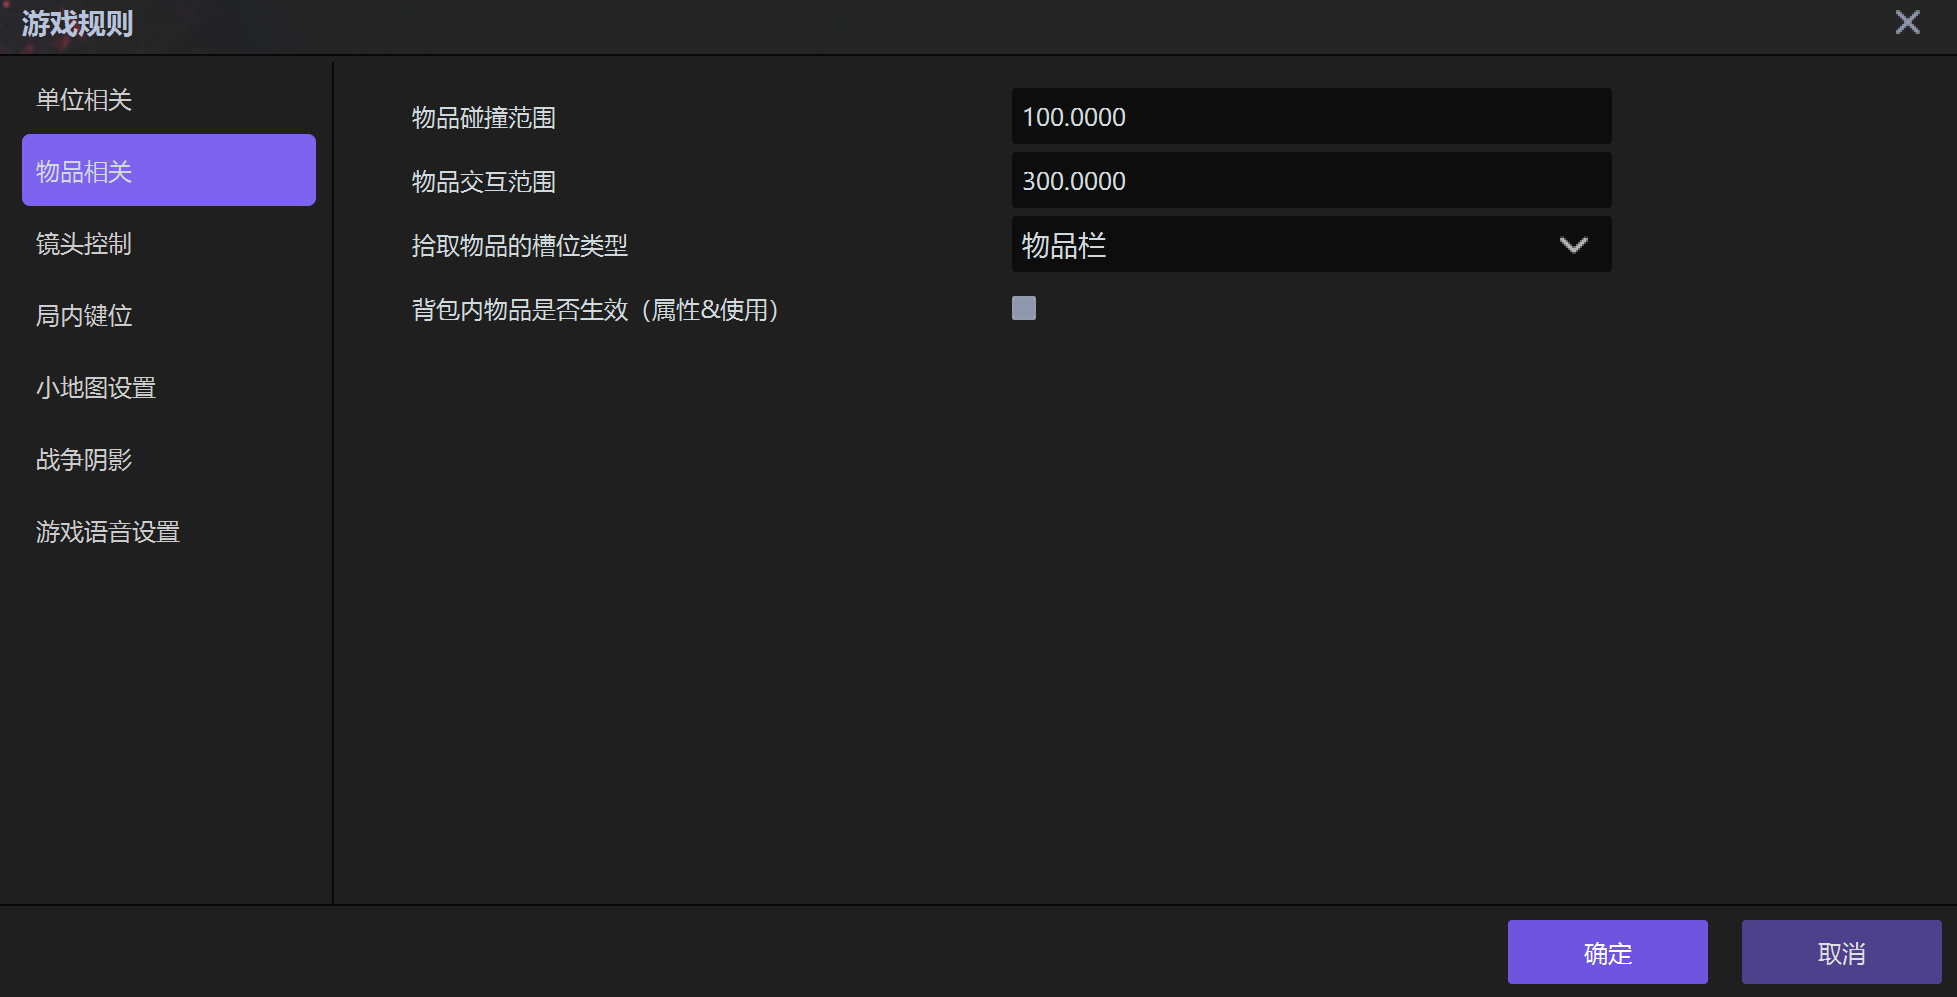 游戏规则
单位相关
物品相关
镜头控制
局内键位
小地图设置
战争阴影
游戏语音设置
物品碰撞范围
100.0000
物品交互范围
300.0000
拾取物品的槽位类型
物品栏
背包内物品是否生效（属性&使用）
确定
取消